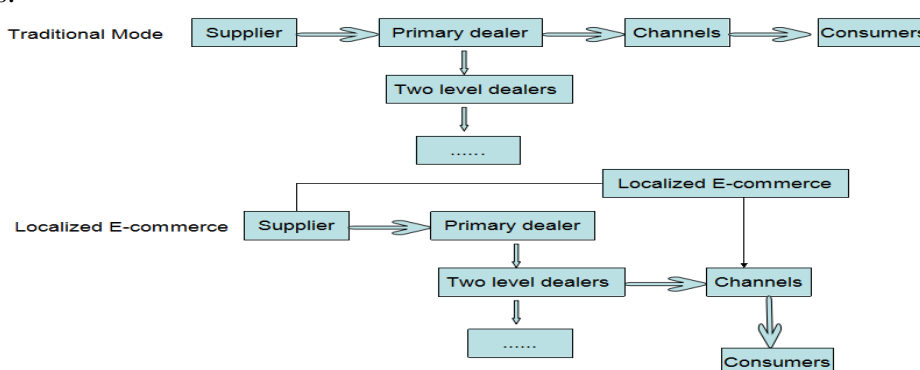 Traditional Mode
Supplier
Primary dealer
Channels
Consumers
Two level dealers
......
Localized E-commerce
Localized E-commerce
Supplier
Primary dealer
Two level dealers
Channels
......
Consumers